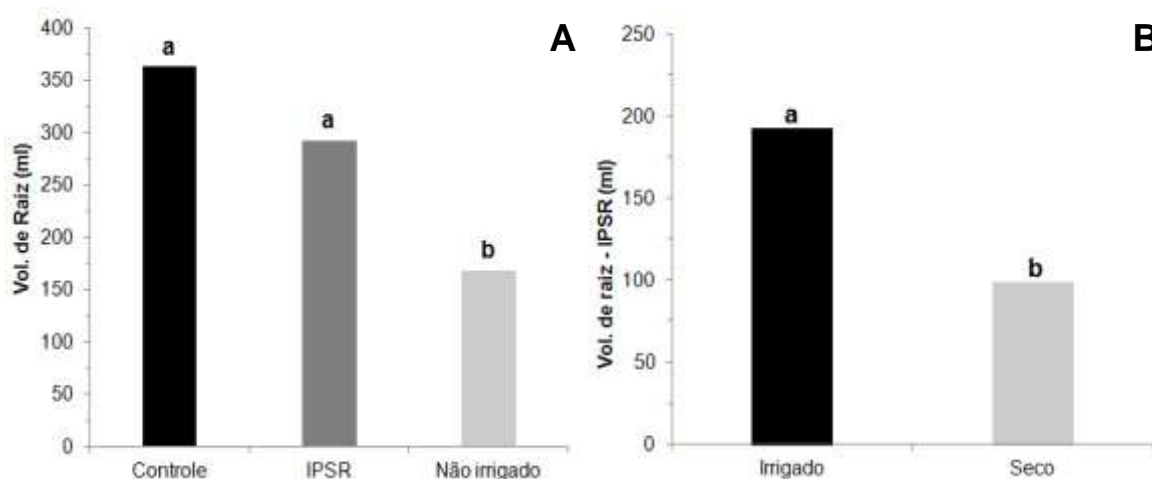 A
Vol. de Raiz (ml)
400
350
300
250
200
150
100
50
0
a
a
b
Controle
IPSR
Não irrigado
B
Vol. de raiz - IPSR (ml)
250
200
150
100
50
0
a
b
Irrigado
Seco